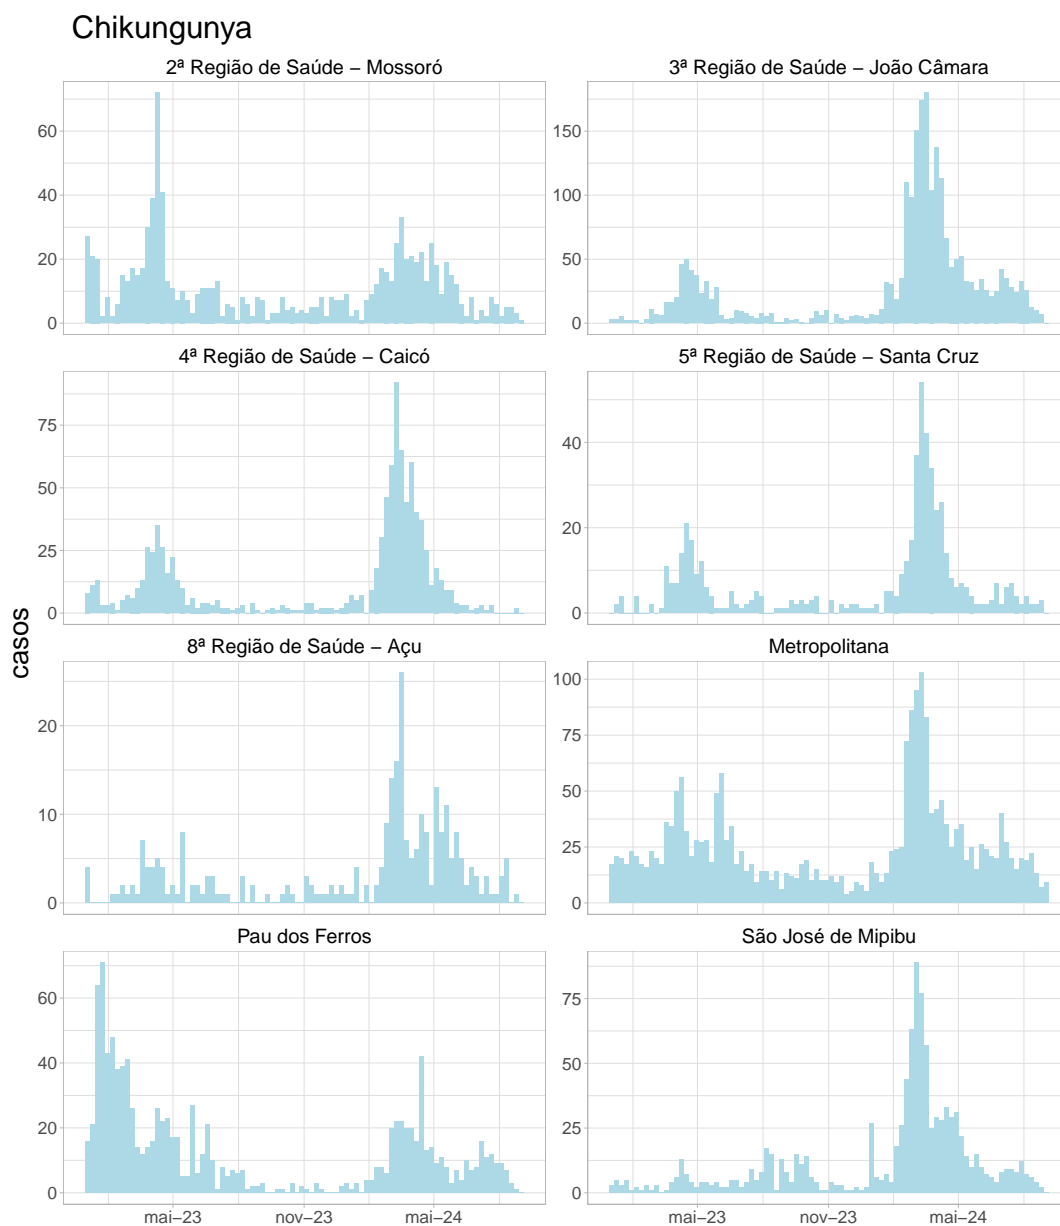 Chikungunya
2ª Região de Saúde – Mossoró
3ª Região de Saúde – João Câmara
60
40
20
0
150
100
50
0
4ª Região de Saúde – Caicó
5ª Região de Saúde – Santa Cruz
75
50
25
0
40
20
0
casos
8ª Região de Saúde – Açu
Metropolitana
20
10
0
100
75
50
25
0
Pau dos Ferros
São José de Mipibu
60
40
20
0
75
50
25
0
mai–23 nov–23 mai–24
mai–23 nov–23 mai–24